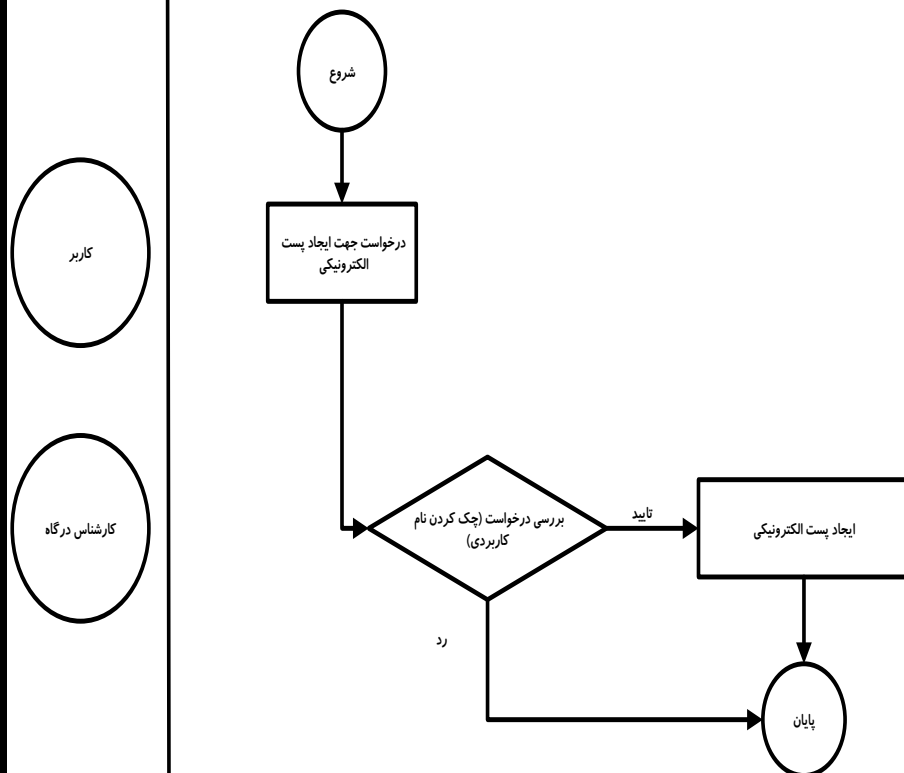 شروع
کاربر
درخواست جهت ایجاد پست
الکترونیکی
کارشناس درگاه
بررسی درخواست (چک کردن نام
کاربردی)
تایید
ایجاد پست الکترونیکی
رد
پایان